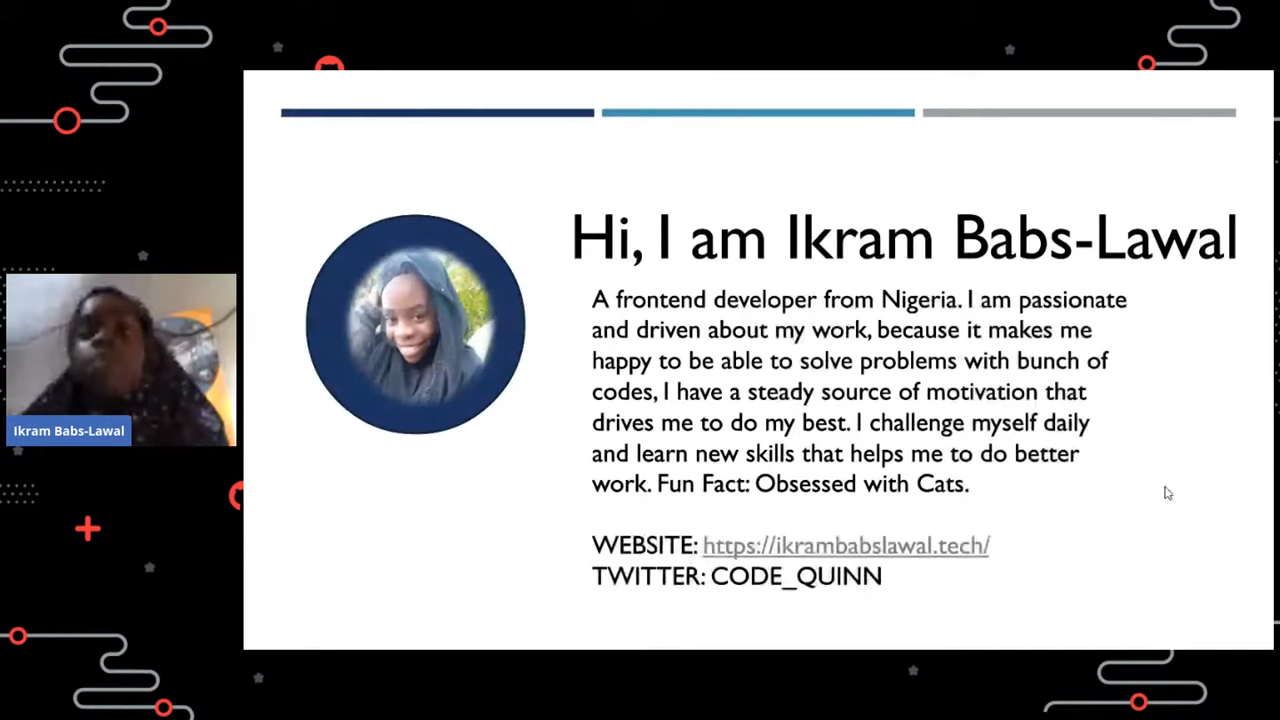 Hi, I am Ikram Babs-Lawal
A frontend developer from Nigeria. I am passionate
and driven about my work, because it makes me
happy to be able to solve problems with bunch of
codes, I have a steady source of motivation that
drives me to do my best. I challenge myself daily
and learn new skills that helps me to do better
work. Fun Fact: Obsessed with Cats.
WEBSITE: https://ikrambabslawal.tech/
TWITTER: CODE_QUINN
Ikram Babs-Lawal